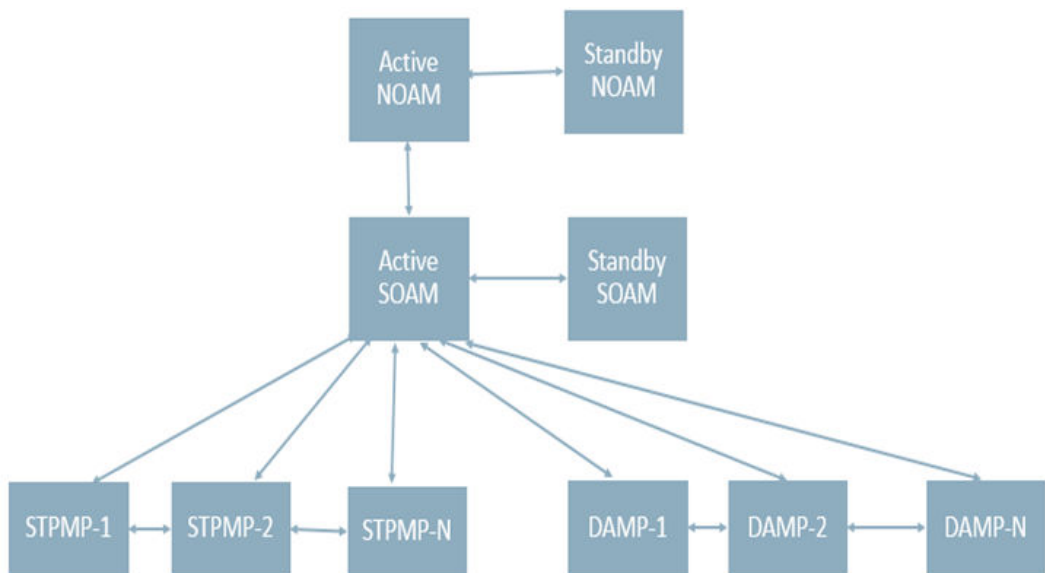 Active
NOAM
Standby
NOAM
Active
SOAM
Standby
SOAM
STPMP-1
STPMP-2
STPMP-N
DAMP-1
DAMP-2
DAMP-N